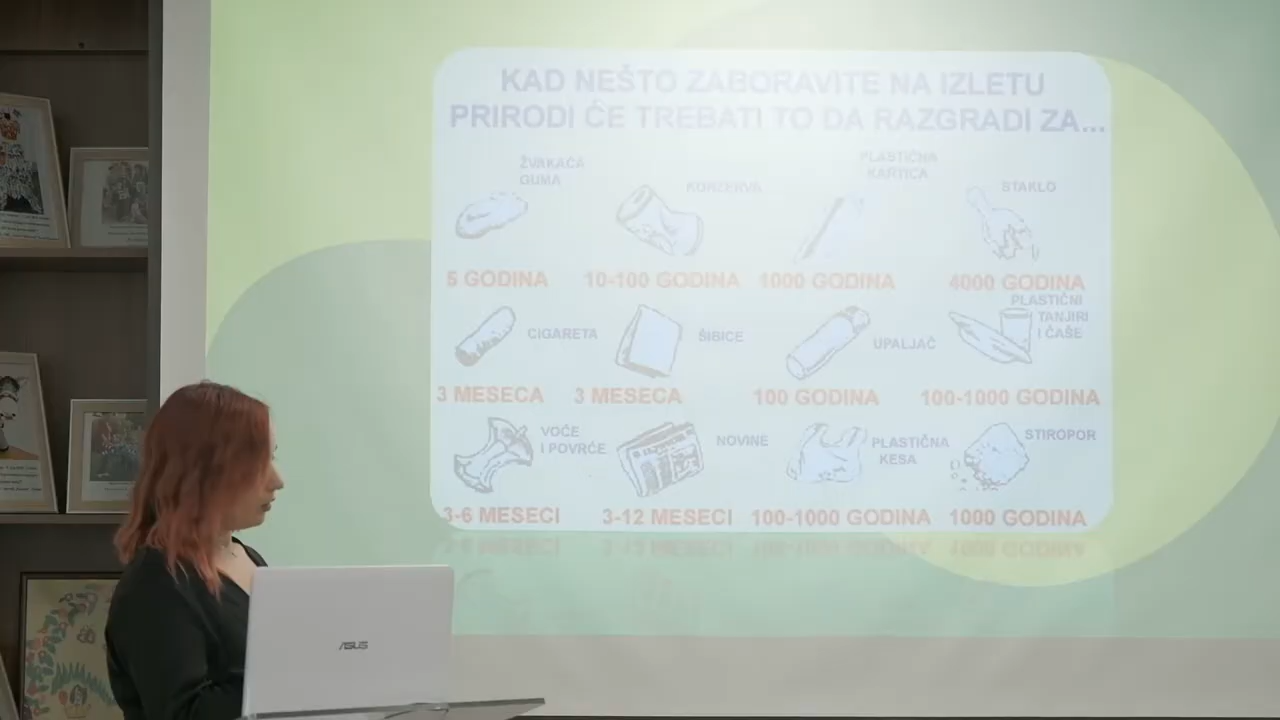 KAD NEŠTO ZABORAVITE NA IZLETU
PRIRODI ĆE TREBATI TO DA RAZGRADI ZA...
ŽVAKAĆA
GUMA
5 GODINA
KONZERVA
10-100 GODINA
PLASTIČNA
KARTICA
1000 GODINA
STAKLO
4000 GODINA
CIGARETA
3 MESECA
ŠIBICE
3 MESECA
UPALJAČ
100 GODINA
PLASTIČNI
TANJIRI
I ČAŠE
100-1000 GODINA
VOĆE
I POVRĆE
3-6 MESECI
NOVINE
3-12 MESECI
PLASTIČNA
KESA
100-1000 GODINA
STIROPOR
1000 GODINA
ASUS